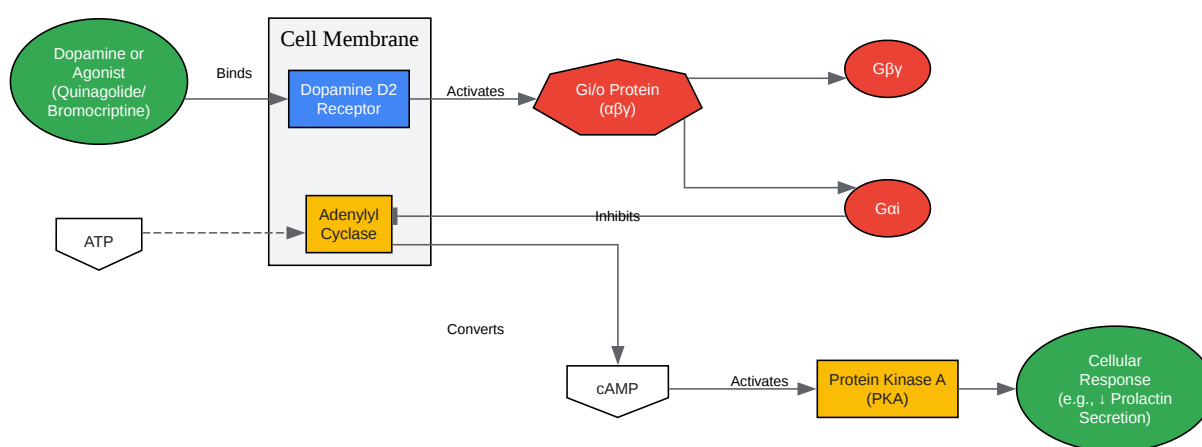 Cell Membrane
Dopamine or
Agonist
(Quinagolide/
Bromocriptine)
Binds
Dopamine D2
Receptor
Activates
Gi/o Protein
(αβγ)
Gβγ
Gαi
Inhibits
Adenylyl
Cyclase
ATP
Converts
cAMP
Activates
Protein Kinase A
(PKA)
Cellular
Response
(e.g., ↓ Prolactin
Secretion)